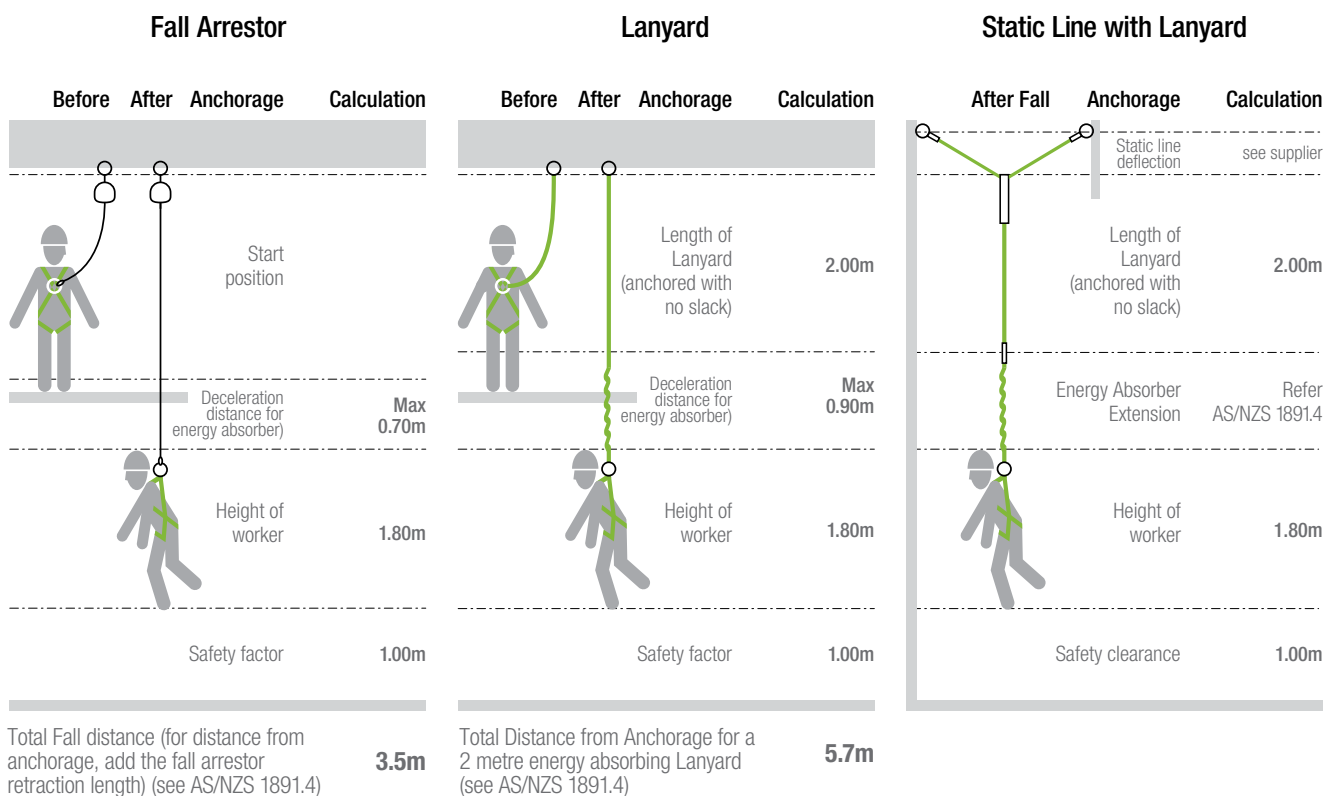 Fall Arrestor
Before After Anchorage Calculation
Start
position
Deceleration
distance for
energy absorber)
Max
0.70m
Height of
worker
1.80m
Safety factor
1.00m
Total Fall distance (for distance from
anchorage, add the fall arrestor
retraction length) (see AS/NZS 1891.4)
3.5m
Lanyard
Before After Anchorage Calculation
Length of
Lanyard
(anchored with
no slack)
2.00m
Deceleration
distance for
energy absorber)
Max
0.90m
Height of
worker
1.80m
Safety factor
1.00m
Total Distance from Anchorage for a
2 metre energy absorbing Lanyard
(see AS/NZS 1891.4)
5.7m
Static Line with Lanyard
After Fall Anchorage Calculation
Static line
deflection
see supplier
Length of
Lanyard
(anchored with
no slack)
2.00m
Energy Absorber
Extension
Refer
AS/NZS 1891.4
Height of
worker
1.80m
Safety clearance
1.00m